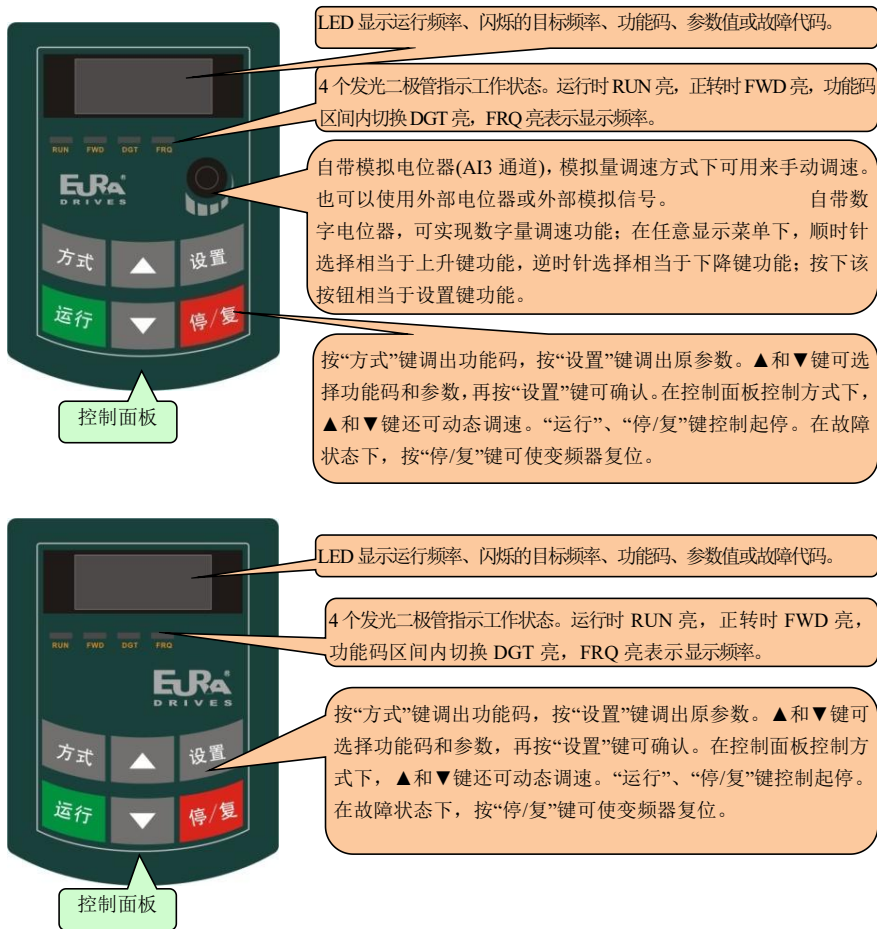 LED 显示运行频率、闪烁的目标频率、功能码、参数值或故障代码。
4 个发光二极管指示工作状态。运行时 RUN 亮，正转时 FWD 亮，功能码
区间内切换 DGT 亮，FRQ 亮表示显示频率。
RUN FWD DGT FRQ
自带模拟电位器(AI3 通道)，模拟量调速方式下可用来手动调速。
也可以使用外部电位器或外部模拟信号。 自带数
字电位器，可实现数字量调速功能；在任意显示菜单下，顺时针
选择相当于上升键功能，逆时针选择相当于下降键功能；按下该
按钮相当于设置键功能。
EURA®
DRIVES
方式 ▲ 设置
运行 ▼ 停/复
按“方式”键调出功能码，按“设置”键调出原参数。▲和▼键可选
择功能码和参数，再按“设置”键可确认。在控制面板控制方式下，
▲和▼键还可动态调速。“运行”、“停/复”键控制起停。在故障
状态下，按“停/复”键可使变频器复位。
控制面板
LED 显示运行频率、闪烁的目标频率、功能码、参数值或故障代码。
4 个发光二极管指示工作状态。运行时 RUN 亮，正转时 FWD 亮，
功能码区间内切换 DGT 亮，FRQ 亮表示显示频率。
RUN FWD DGT FRQ
EURA®
DRIVES
按“方式”键调出功能码，按“设置”键调出原参数。▲和▼键可
选择功能码和参数，再按“设置”键可确认。在控制面板控制方
式下，▲和▼键还可动态调速。“运行”、“停/复”键控制起停。
在故障状态下，按“停/复”键可使变频器复位。
方式 ▲ 设置
运行 ▼ 停/复
控制面板